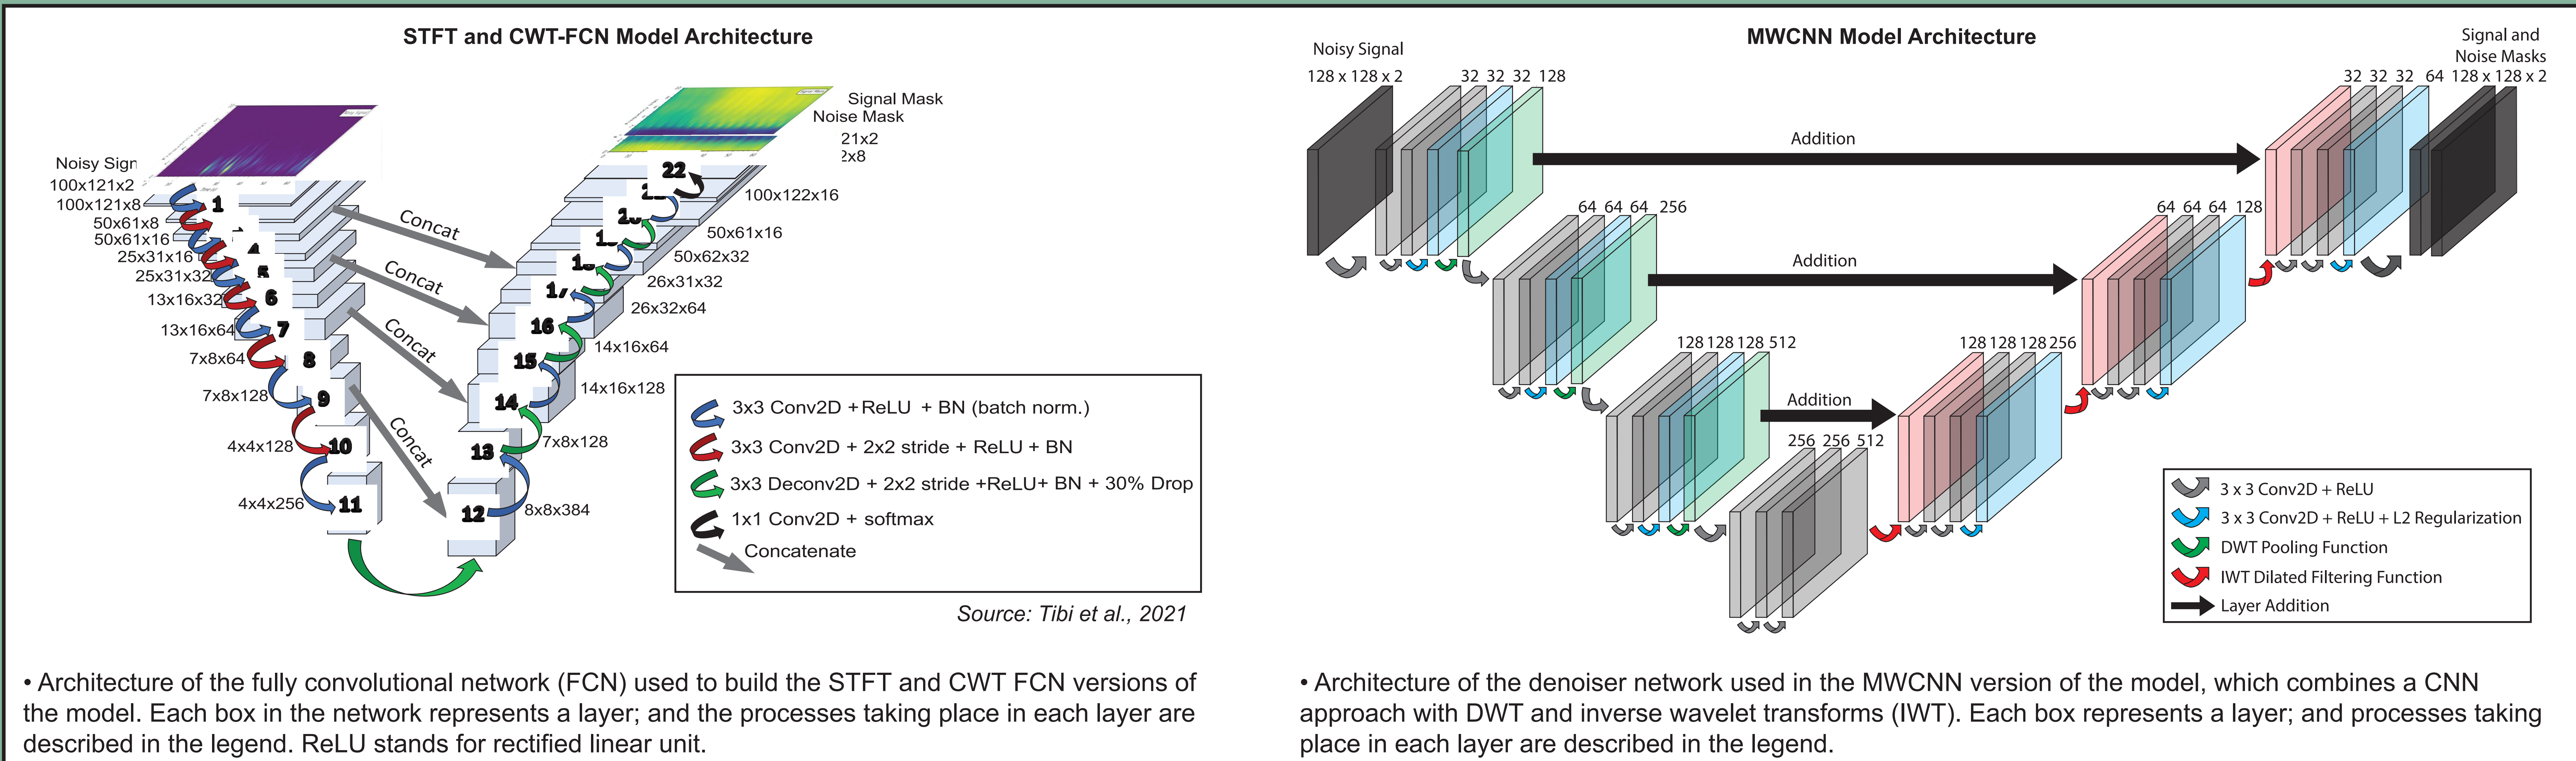 STFT and CWT-FCN Model Architecture
Signal Mask
Noise Mask
21x2
2x8
Noisy Sigr
100x121x2
100x121x8
50x61x8
50x61x16
25x31x16
25x31x32
13x16x32
13x16x64
7x8x64
7x8x128
4x4x128
4x4x256
1
4
5
6
7
8
9
10
11
12
13
14
15
16
22
Concat
Concat
Concat
Concat
100x122x16
50x61x16
50x62x32
26x31x32
26x32x64
14x16x64
14x16x128
7x8x128
8x8x384
3x3 Conv2D +ReLU + BN (batch norm.)
3x3 Conv2D + 2x2 stride + ReLU + BN
3x3 Deconv2D + 2x2 stride +ReLU+ BN + 30% Drop
1x1 Conv2D + softmax
Concatenate
Source: Tibi et al., 2021
• Architecture of the fully convolutional network (FCN) used to build the STFT and CWT FCN versions of
the model. Each box in the network represents a layer; and the processes taking place in each layer are
described in the legend. ReLU stands for rectified linear unit.
MWCNN Model Architecture
Noisy Signal
128 x 128 x 2
32 32 32 128
Addition
Signal and
Noise Masks
32 32 32 64 128 x 128 x 2
64 64 64 256
Addition
64 64 64 128
128 128 128 512
Addition
128 128 128 256
256 256 512
3 x 3 Conv2D + ReLU
3 x 3 Conv2D + ReLU + L2 Regularization
DWT Pooling Function
IWT Dilated Filtering Function
Layer Addition
• Architecture of the denoiser network used in the MWCNN version of the model, which combines a CNN
approach with DWT and inverse wavelet transforms (IWT). Each box represents a layer; and processes taking
place in each layer are described in the legend.